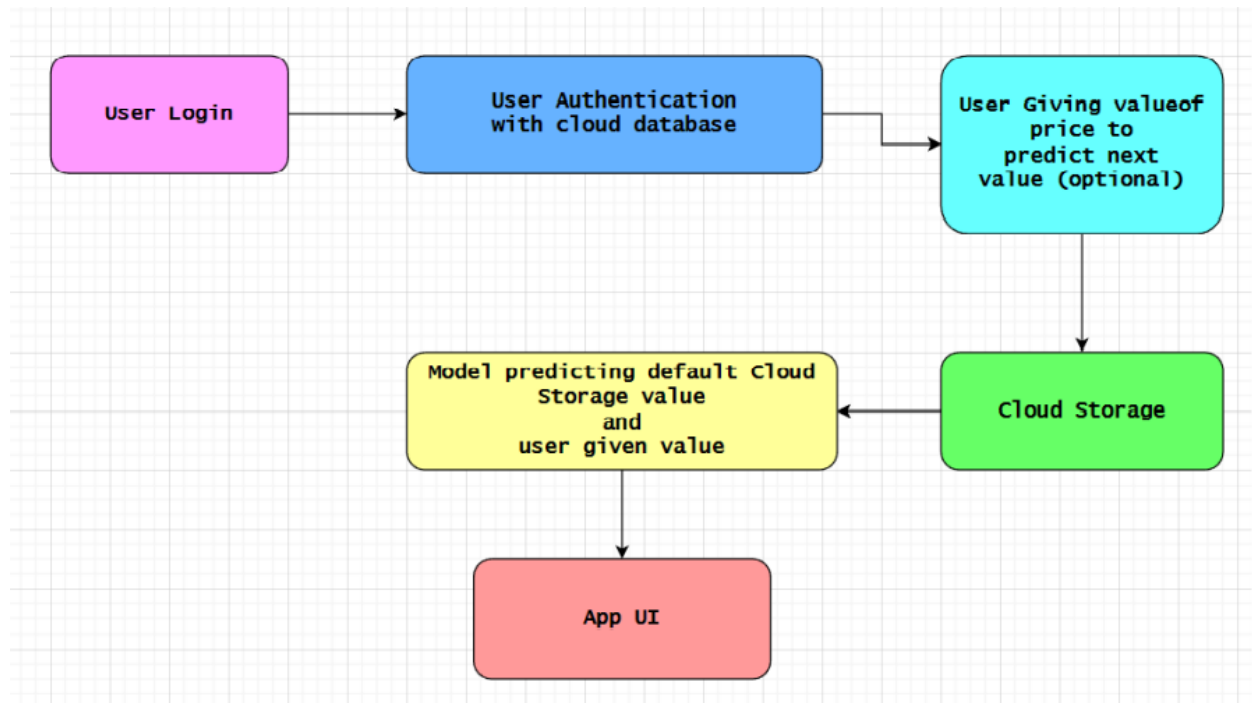 User Login
User Authentication
with cloud database
User Giving valueof
price to
predict next
value (optional)
Cloud Storage
Model predicting default Cloud
Storage value
and
user given value
App UI